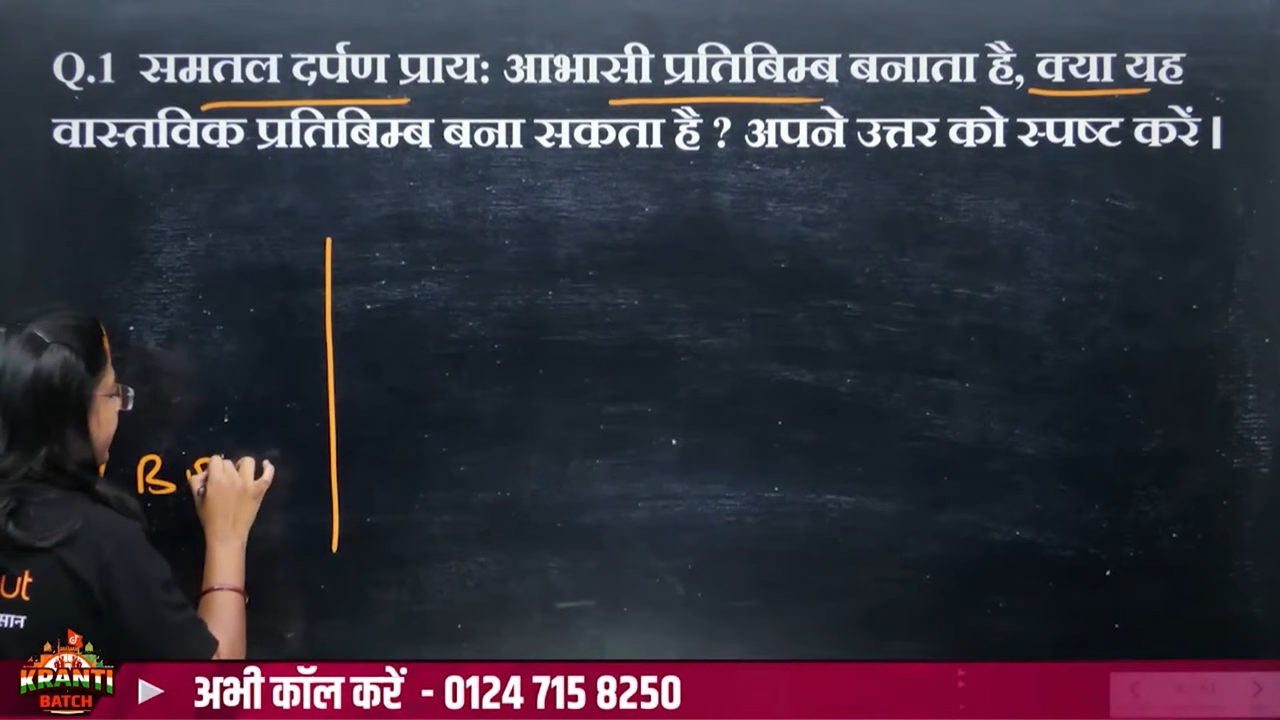 Q.1 समतल दर्पण प्राय: आभासी प्रतिबिम्ब बनाता है, क्या यह
वास्तविक प्रतिबिम्ब बना सकता है ? अपने उत्तर को स्पष्ट करें।
B
ut
सान
KRANTI
BATCH
अभी कॉल करें - 0124 715 8250